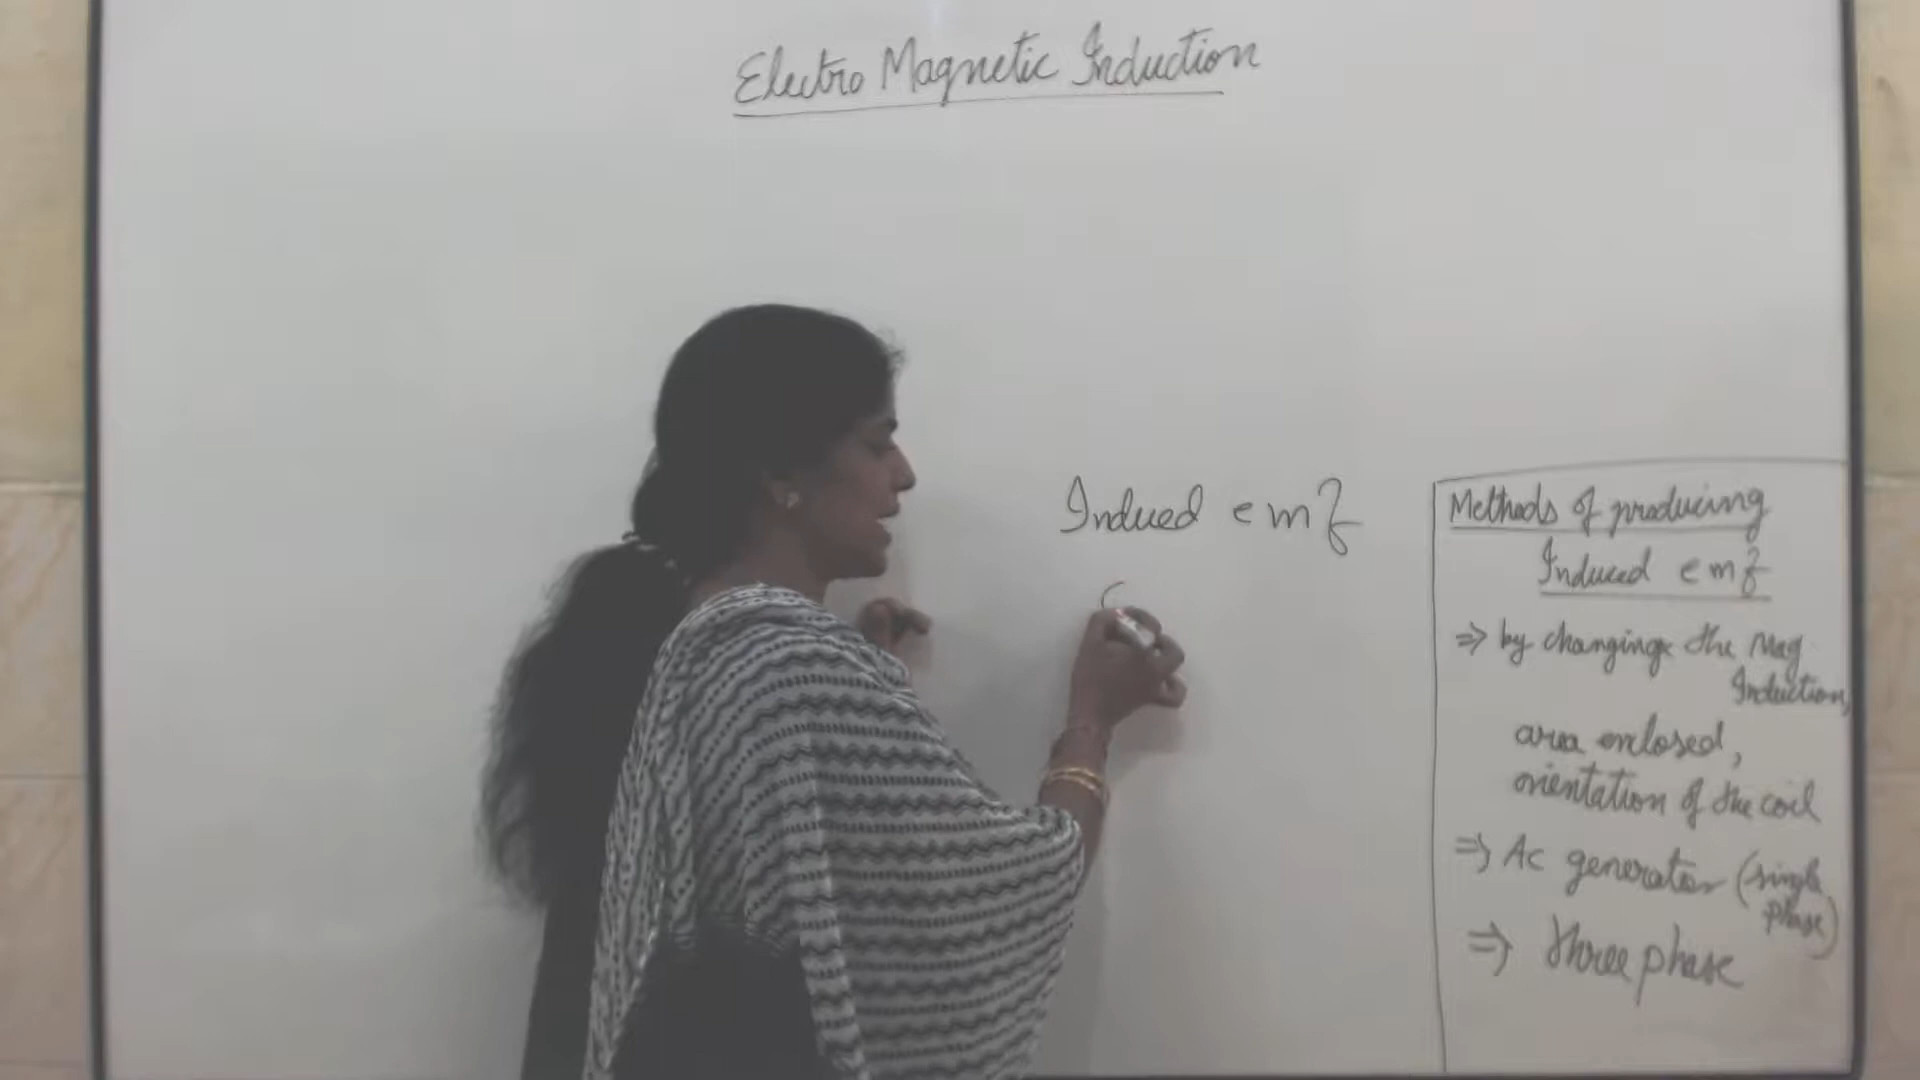 Electro Magnetic Induction
Indued emf
Methods of producing
Induced emf
⇒ by changing the Mag
Induction,
area enclosed,
orientation of the coil
⇒ Ac generator (single
phase)
⇒ three phase